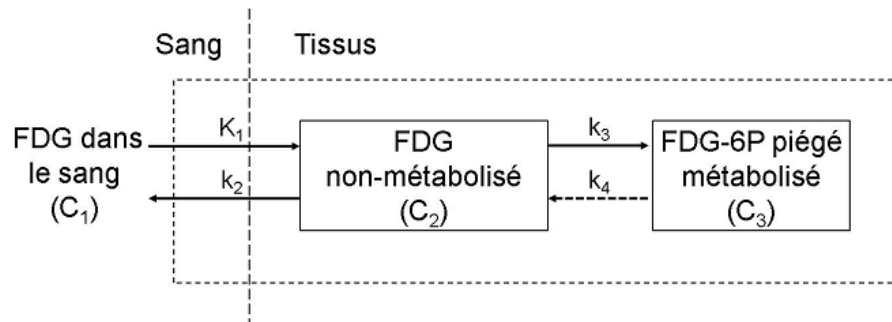 Sang
Tissus
FDG dans
le sang
(C₁)
K₁
k₂
FDG
non-métabolisé
(C₂)
k₃
k₄
FDG-6P piégé
métabolisé
(C₃)